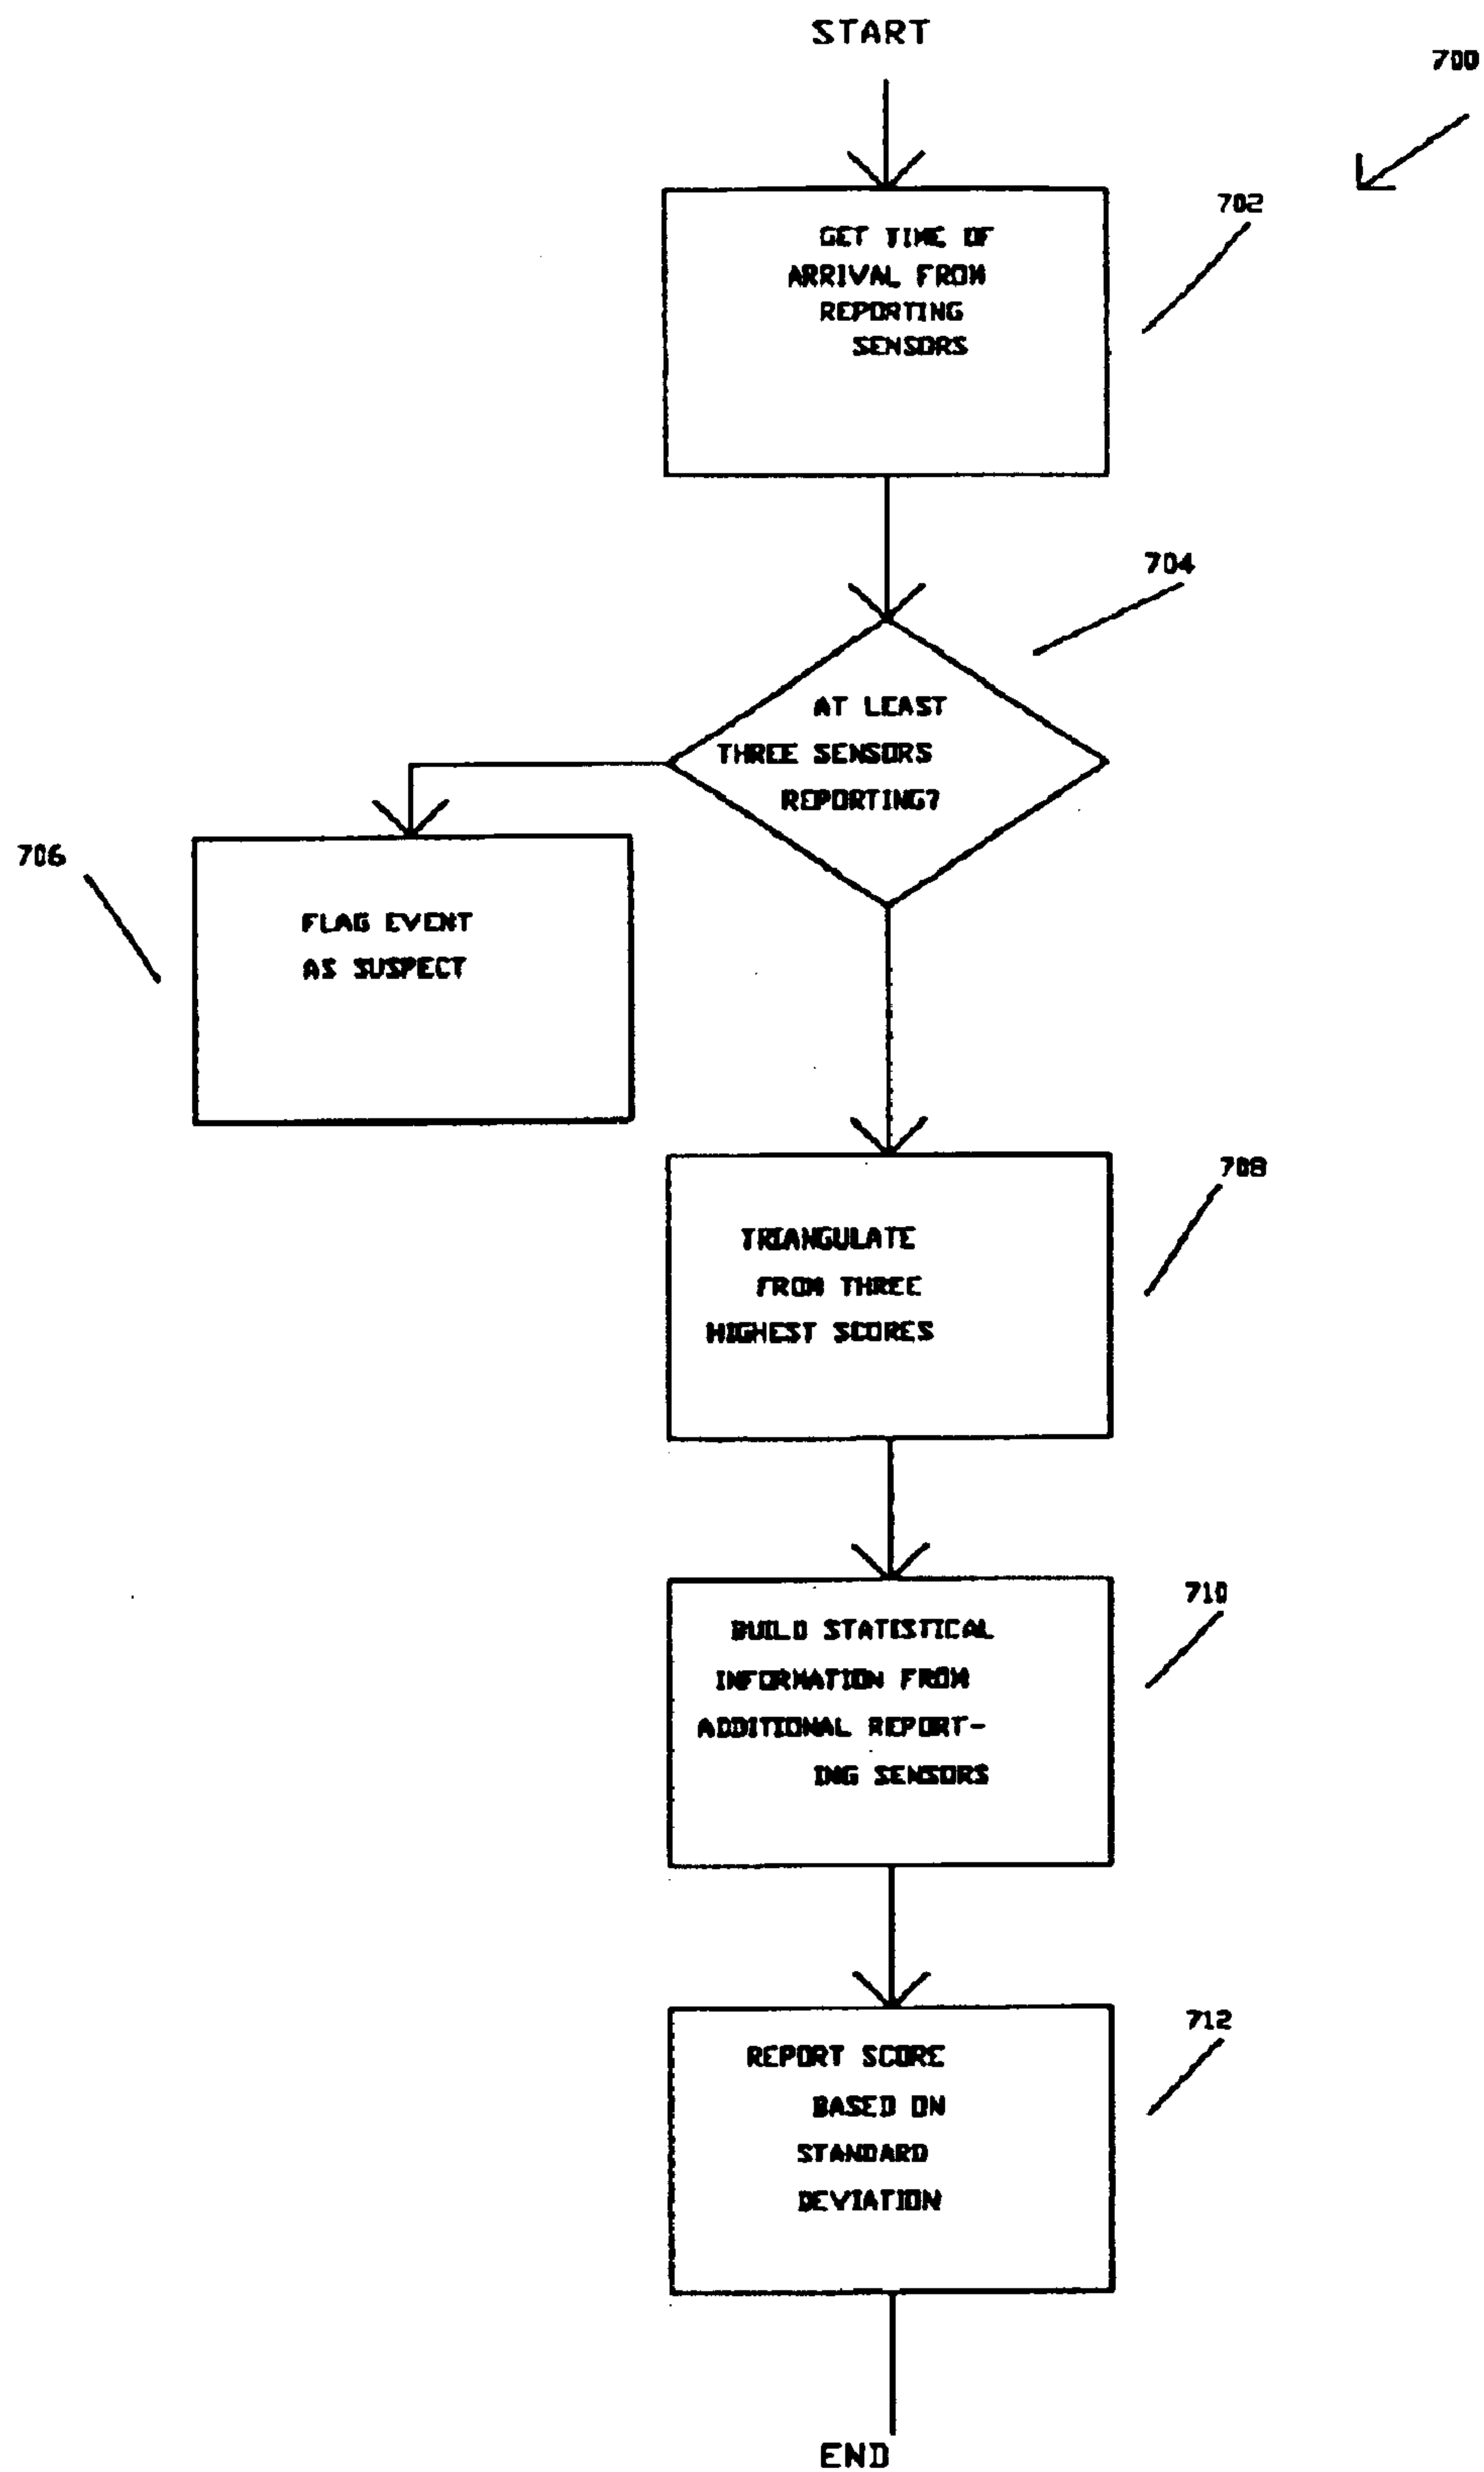 START
700
702
GET TIME OF
ARRIVAL FROM
REPORTING
SENSORS
704
AT LEAST
THREE SENSORS
REPORTING?
706
FLAG EVENT
AS SUSPECT
708
TRIANGULATE
FROM THREE
HIGHEST SCORES
710
BUILD STATISTICAL
INFORMATION FROM
ADDITIONAL REPORT-
ING SENSORS
712
REPORT SCORE
BASED ON
STANDARD
DEVIATION
END